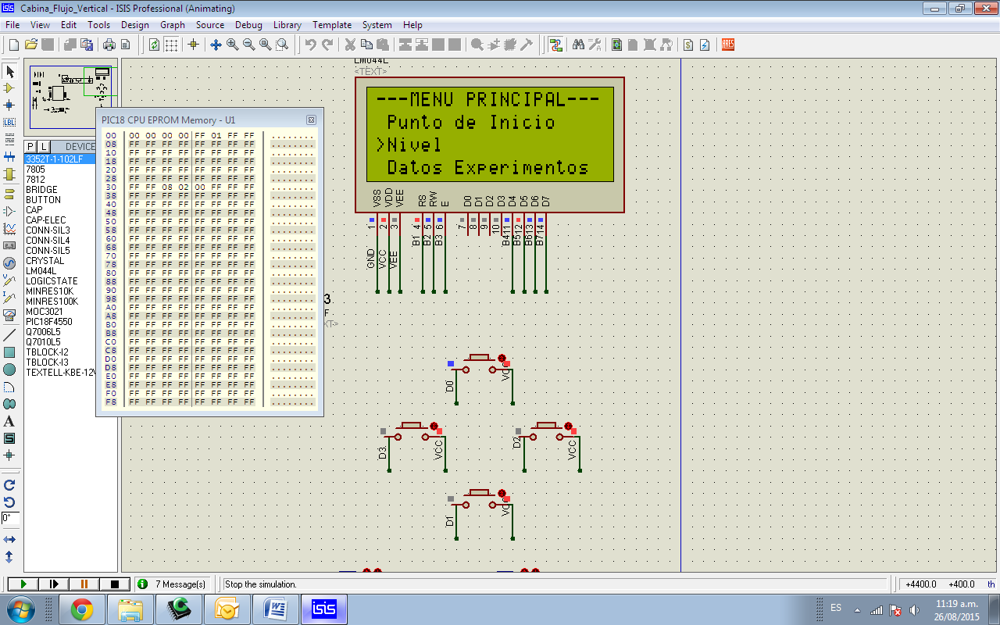 Cabina_Flujo_Vertical - ISIS Professional (Animating)
File View Edit Tools Design Graph Source Debug Library Template System Help
LM044L
<TEXT>
---MENU PRINCIPAL---
Punto de Inicio
>Nivel
Datos Experimentos
VSS VDD VEE RS RW E D0 D1 D2 D3 D4 D5 D6 D7
1 2 3 4 5 6 7 8 9 10 11 12 13 14
GND VCC VEE B1 B2 B3 B4 B5 B6 B7
PIC18 CPU EPROM Memory - U1
00 00 00 00 00 FF 01 FF FF ........
08 FF FF FF FF FF FF FF FF ........
10 FF FF FF FF FF FF FF FF ........
18 FF FF FF FF FF FF FF FF ........
20 FF FF FF FF FF FF FF FF ........
28 FF FF FF FF FF FF FF FF ........
30 FF FF 08 02 00 FF FF FF ........
38 FF FF FF FF FF FF FF FF ........
40 FF FF FF FF FF FF FF FF ........
48 FF FF FF FF FF FF FF FF ........
50 FF FF FF FF FF FF FF FF ........
58 FF FF FF FF FF FF FF FF ........
60 FF FF FF FF FF FF FF FF ........
68 FF FF FF FF FF FF FF FF ........
70 FF FF FF FF FF FF FF FF ........
78 FF FF FF FF FF FF FF FF ........
80 FF FF FF FF FF FF FF FF ........
88 FF FF FF FF FF FF FF FF ........
90 FF FF FF FF FF FF FF FF ........
98 FF FF FF FF FF FF FF FF ........
A0 FF FF FF FF FF FF FF FF ........
A8 FF FF FF FF FF FF FF FF ........
B0 FF FF FF FF FF FF FF FF ........
B8 FF FF FF FF FF FF FF FF ........
C0 FF FF FF FF FF FF FF FF ........
C8 FF FF FF FF FF FF FF FF ........
D0 FF FF FF FF FF FF FF FF ........
D8 FF FF FF FF FF FF FF FF ........
E0 FF FF FF FF FF FF FF FF ........
E8 FF FF FF FF FF FF FF FF ........
F0 FF FF FF FF FF FF FF FF ........
F8 FF FF FF FF FF FF FF FF ........
P L DEVICE
3352T-1-102LF
7805
7812
BRIDGE
BUTTON
CAP
CAP-ELEC
CONN-SIL3
CONN-SIL4
CONN-SIL5
CRYSTAL
LM044L
LOGICSTATE
MINRES10K
MINRES100K
MOC3021
PIC18F4550
Q7006L5
Q7010L5
TBLOCK-I2
TBLOCK-I3
TEXTELL-KBE-12V
LBL
ARES
A
S
0°
3
F
XT>
D0 VCC
D3 VCC D2 VCC
D1 VCC
7 Message(s) Stop the simulation. +4400.0 +400.0 th
isis ES 11:19 a.m.
26/08/2015